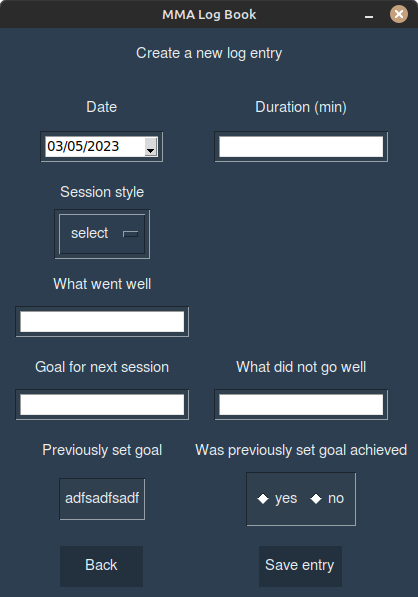 MMA Log Book
Create a new log entry
Date
Duration (min)
03/05/2023
Session style
select
What went well
Goal for next session
What did not go well
Previously set goal
Was previously set goal achieved
adfsadfsadf
yes
no
Back
Save entry